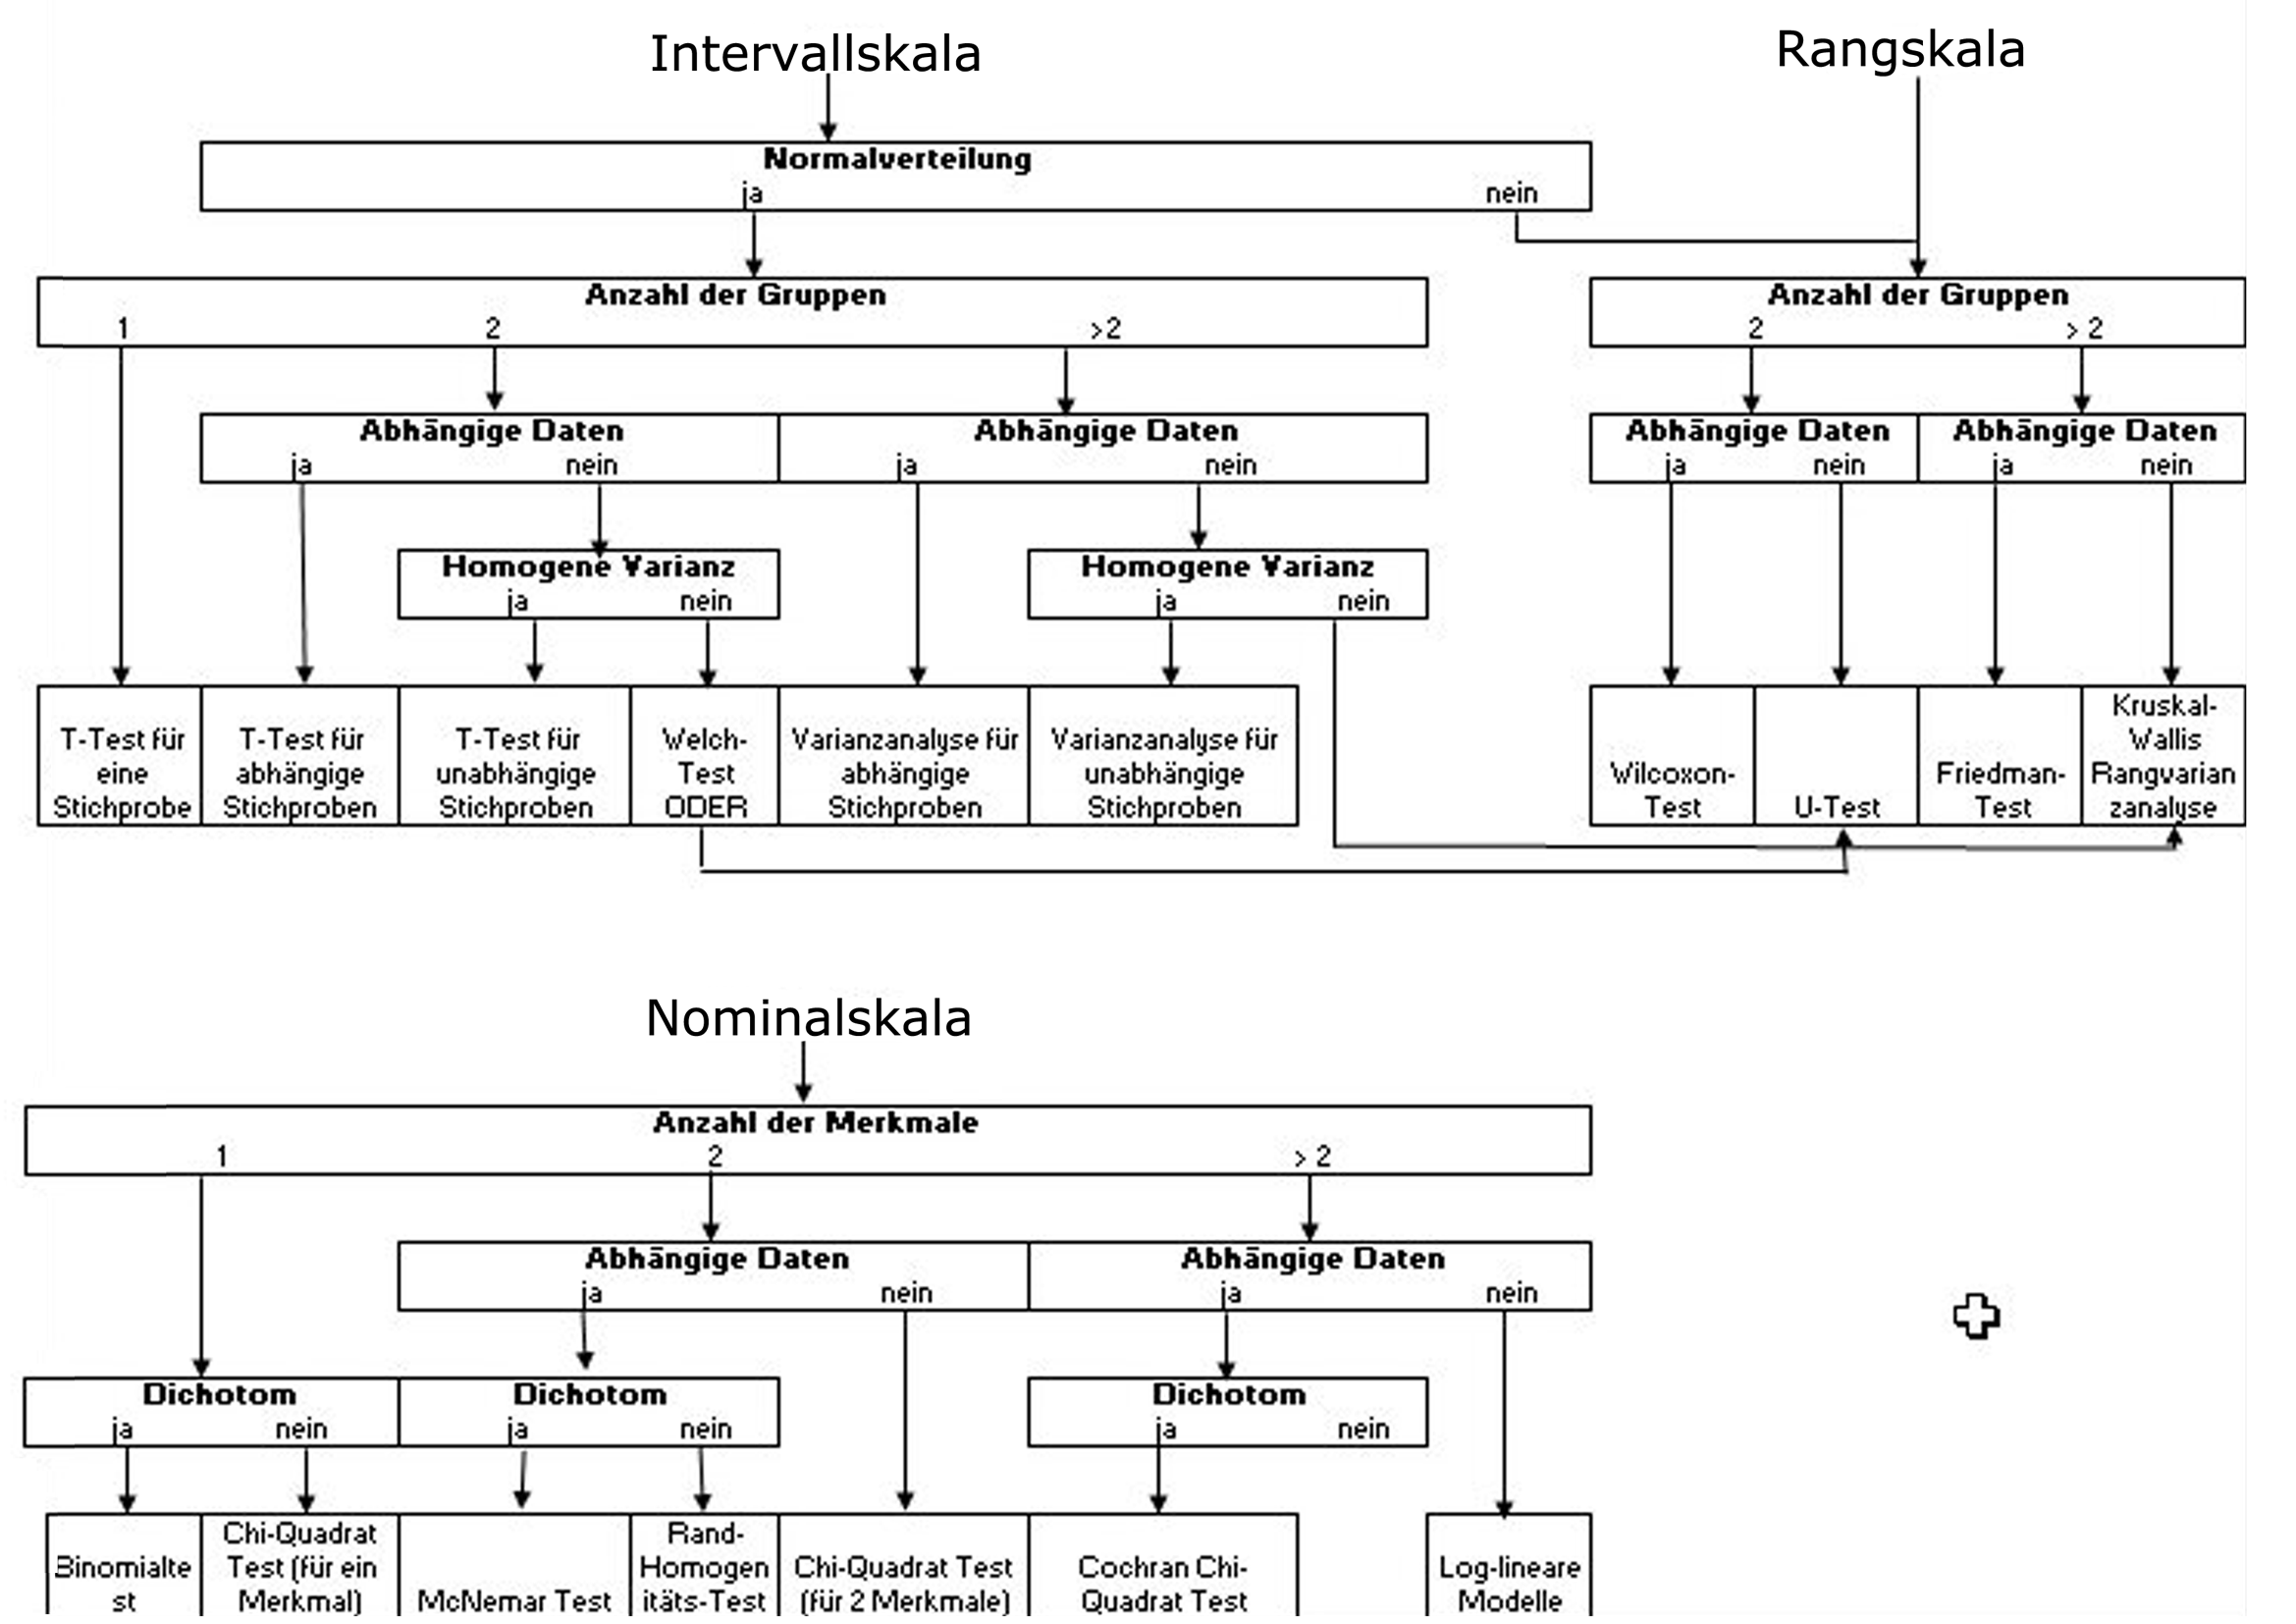 Intervallskala
Rangskala
Normalverteilung
ja nein
Anzahl der Gruppen
1 2 >2
Anzahl der Gruppen
2 > 2
Abhängige Daten
ja nein
Abhängige Daten
ja nein
Abhängige Daten
ja nein
Abhängige Daten
ja nein
Homogene Varianz
ja nein
Homogene Varianz
ja nein
T-Test für
eine
Stichprobe
T-Test für
abhängige
Stichproben
T-Test für
unabhängige
Stichproben
Welch-
Test
ODER
Varianzanalyse für
abhängige
Stichproben
Varianzanalyse für
unabhängige
Stichproben
Wilcoxon-
Test
U-Test
Friedman-
Test
Kruskal-
Wallis
Rangvarian
zanalyse
Nominalskala
Anzahl der Merkmale
1 2 > 2
Abhängige Daten
ja nein
Abhängige Daten
ja nein
Dichotom
ja nein
Dichotom
ja nein
Dichotom
ja nein
Binomialte
st
Chi-Quadrat
Test (für ein
Merkmal)
McNemar Test
Rand-
Homogen
itäts-Test
Chi-Quadrat Test
(für 2 Merkmale)
Cochran Chi-
Quadrat Test
Log-lineare
Modelle